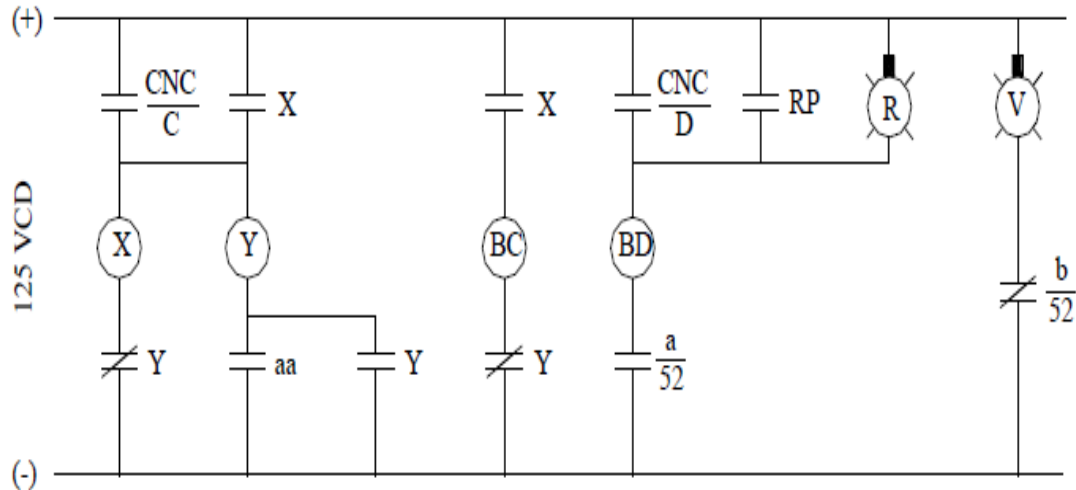 (+)
CNC
C
X
X
CNC
D
RP
R
V
125 VCD
X
Y
BC
BD
b
52
Y
aa
Y
Y
a
52
(-)